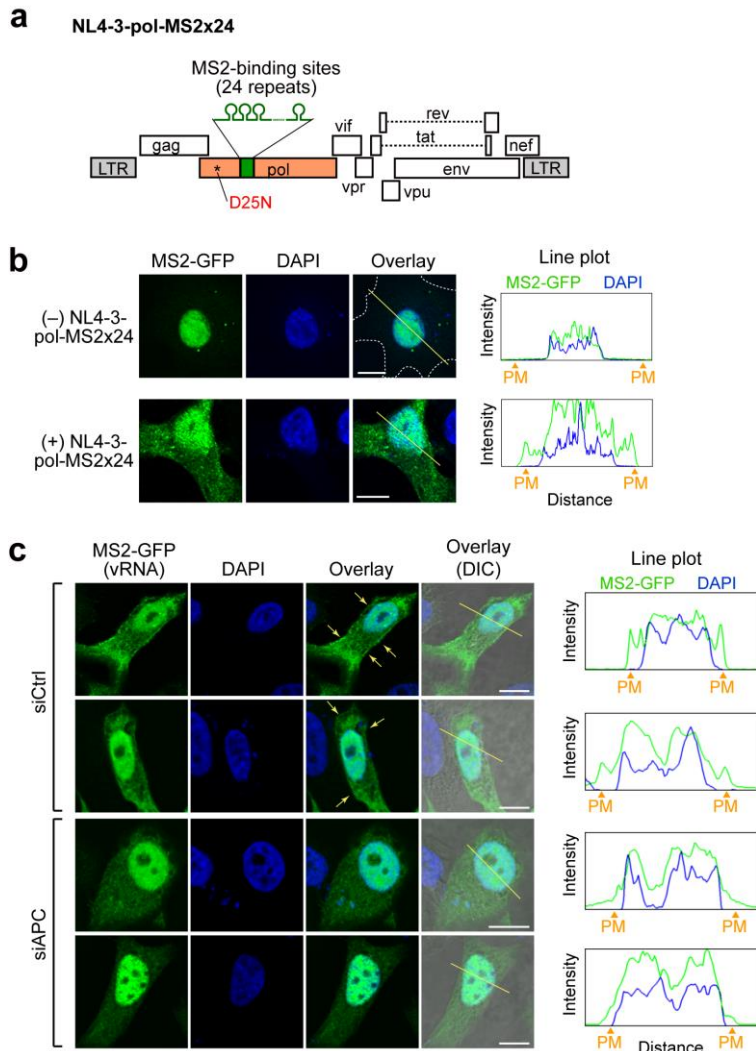 a
NL4-3-pol-MS2x24
MS2-binding sites
(24 repeats)
gag
vif
rev
tat
nef
LTR
*
pol
env
LTR
D25N
vpr
vpu
b
MS2-GFP DAPI Overlay Line plot
MS2-GFP DAPI
(–) NL4-3-
pol-MS2x24
Intensity
PM PM
(+) NL4-3-
pol-MS2x24
Intensity
PM PM
Distance
c
MS2-GFP
(vRNA)
DAPI
Overlay
Overlay
(DIC)
Line plot
MS2-GFP DAPI
siCtrl
Intensity
PM PM
Intensity
PM PM
siAPC
Intensity
PM PM
Intensity
PM PM
Distance